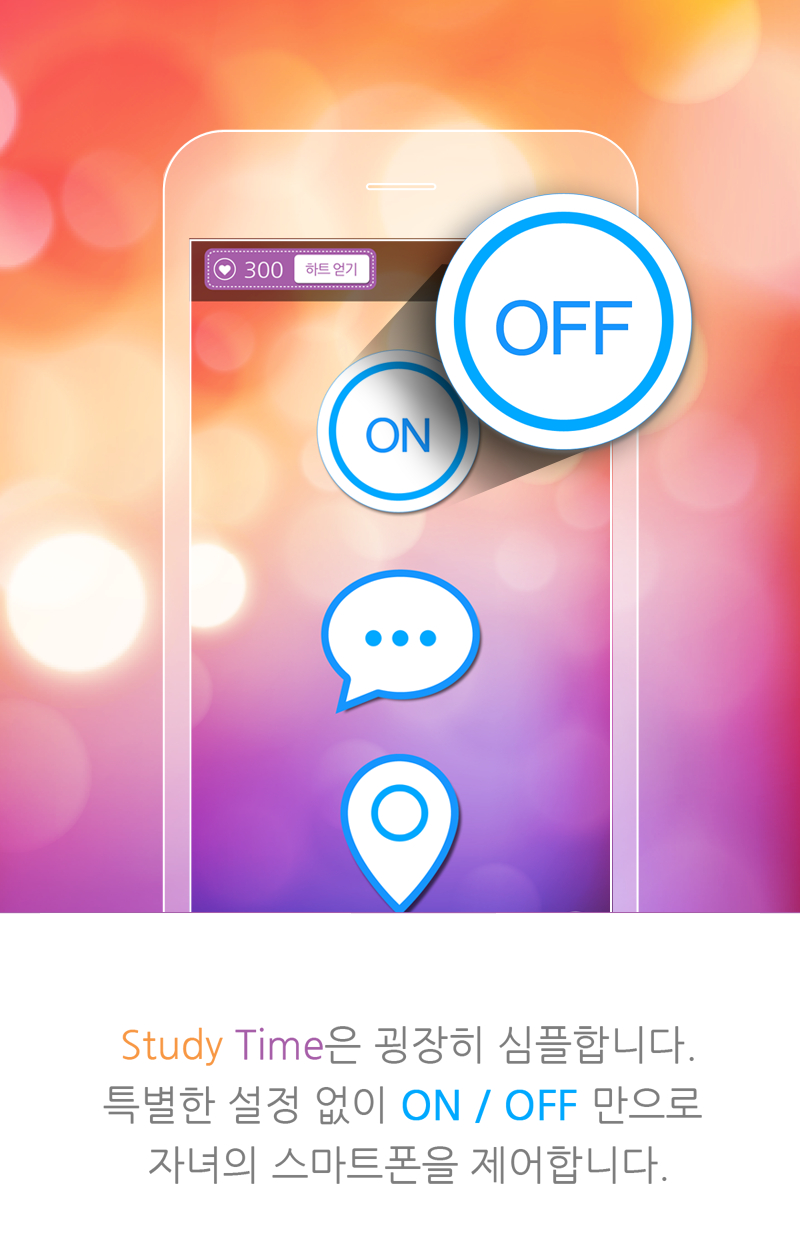 300 하트 얻기
OFF
ON
Study Time은 굉장히 심플합니다.
특별한 설정 없이 ON / OFF 만으로
자녀의 스마트폰을 제어합니다.